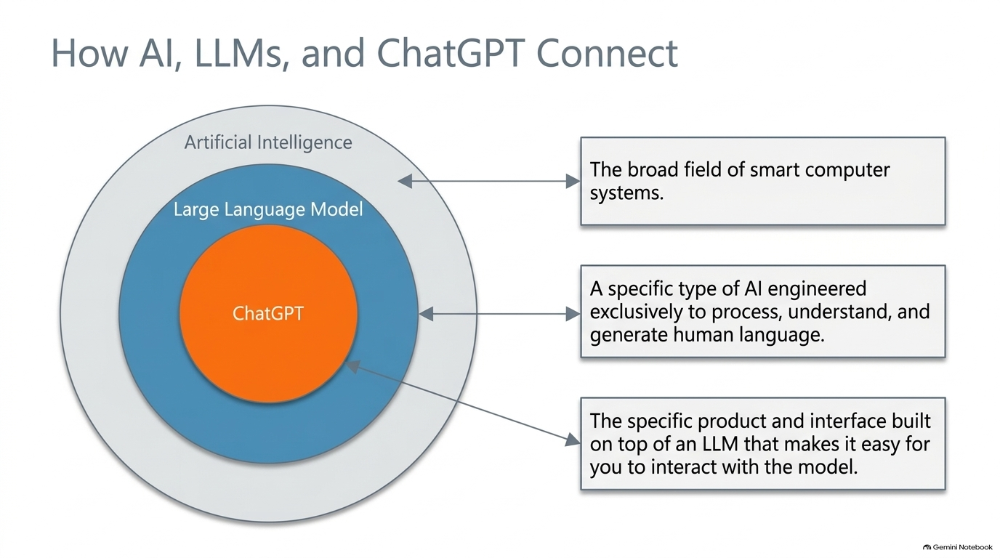 How AI, LLMs, and ChatGPT Connect
Artificial Intelligence
Large Language Model
ChatGPT
The broad field of smart computer
systems.
A specific type of AI engineered
exclusively to process, understand, and
generate human language.
The specific product and interface built
on top of an LLM that makes it easy for
you to interact with the model.
Gemini Notebook